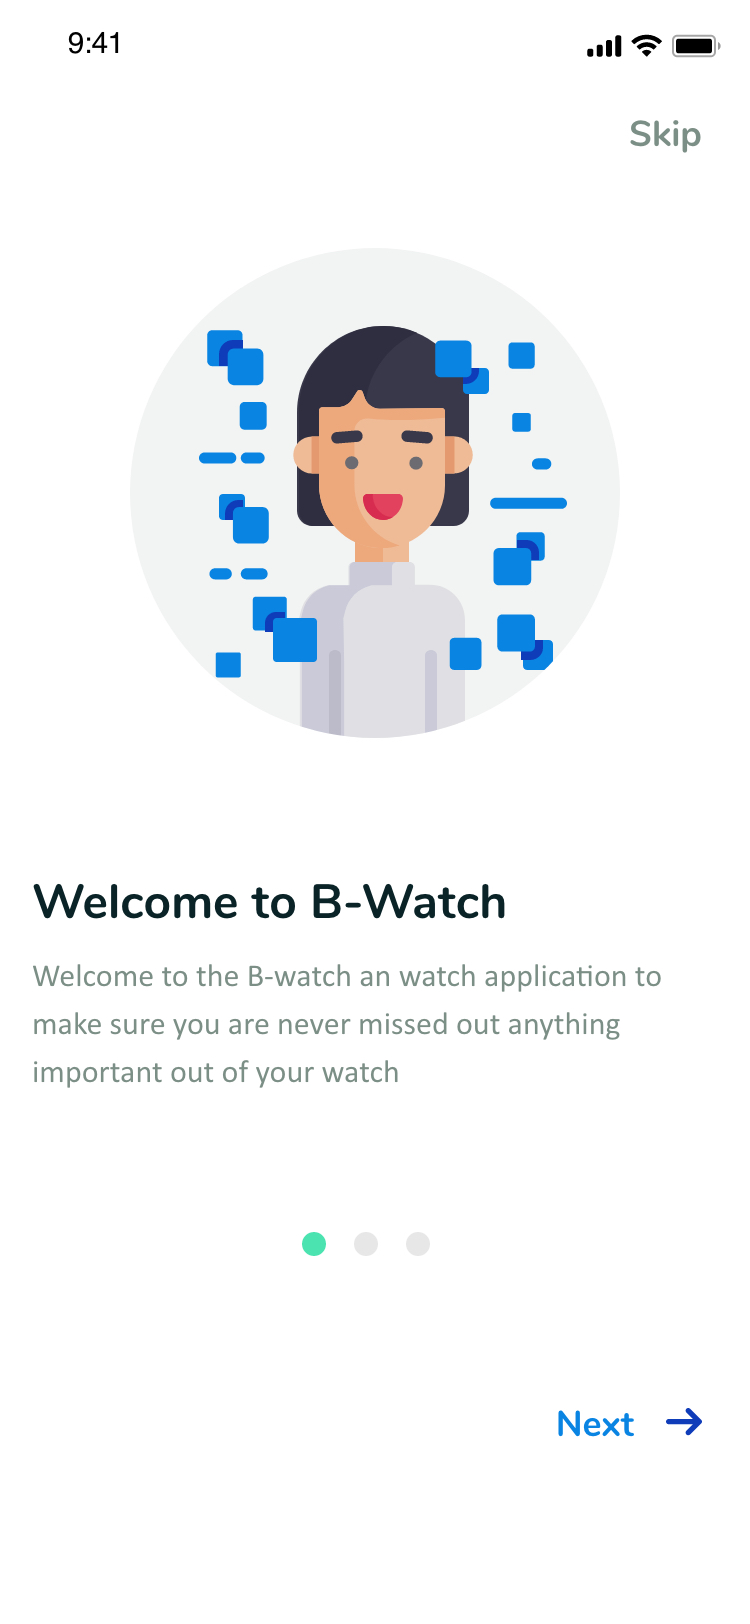 9:41
Skip
Welcome to B-Watch
Welcome to the B-watch an watch application to
make sure you are never missed out anything
important out of your watch
Next